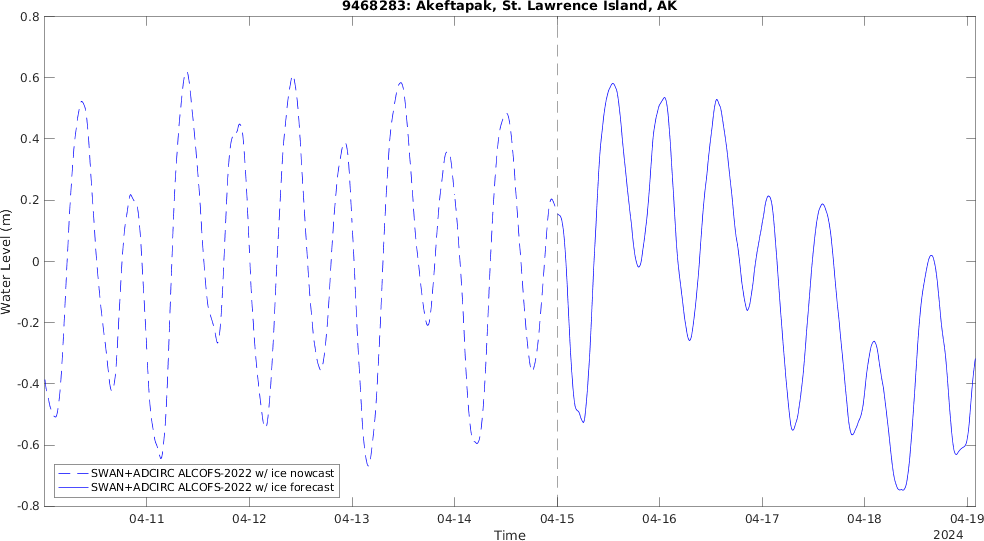 9468283: Akeftapak, St. Lawrence Island, AK
0.8
0.6
0.4
0.2
0
-0.2
-0.4
-0.6
-0.8
Water Level (m)
SWAN+ADCIRC ALCOFS-2022 w/ ice nowcast
SWAN+ADCIRC ALCOFS-2022 w/ ice forecast
04-11 04-12 04-13 04-14 04-15 04-16 04-17 04-18 04-19
Time
2024